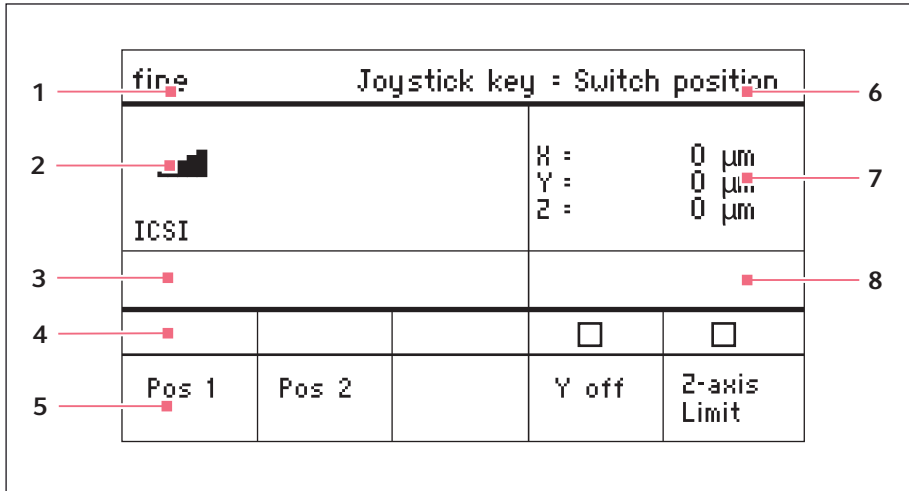 fine Joystick key = Switch position
1
6
2
X = 0 µm
Y = 0 µm
Z = 0 µm
7
ICSI
3
8
4
5
Pos 1 Pos 2 Y off Z-axis
Limit